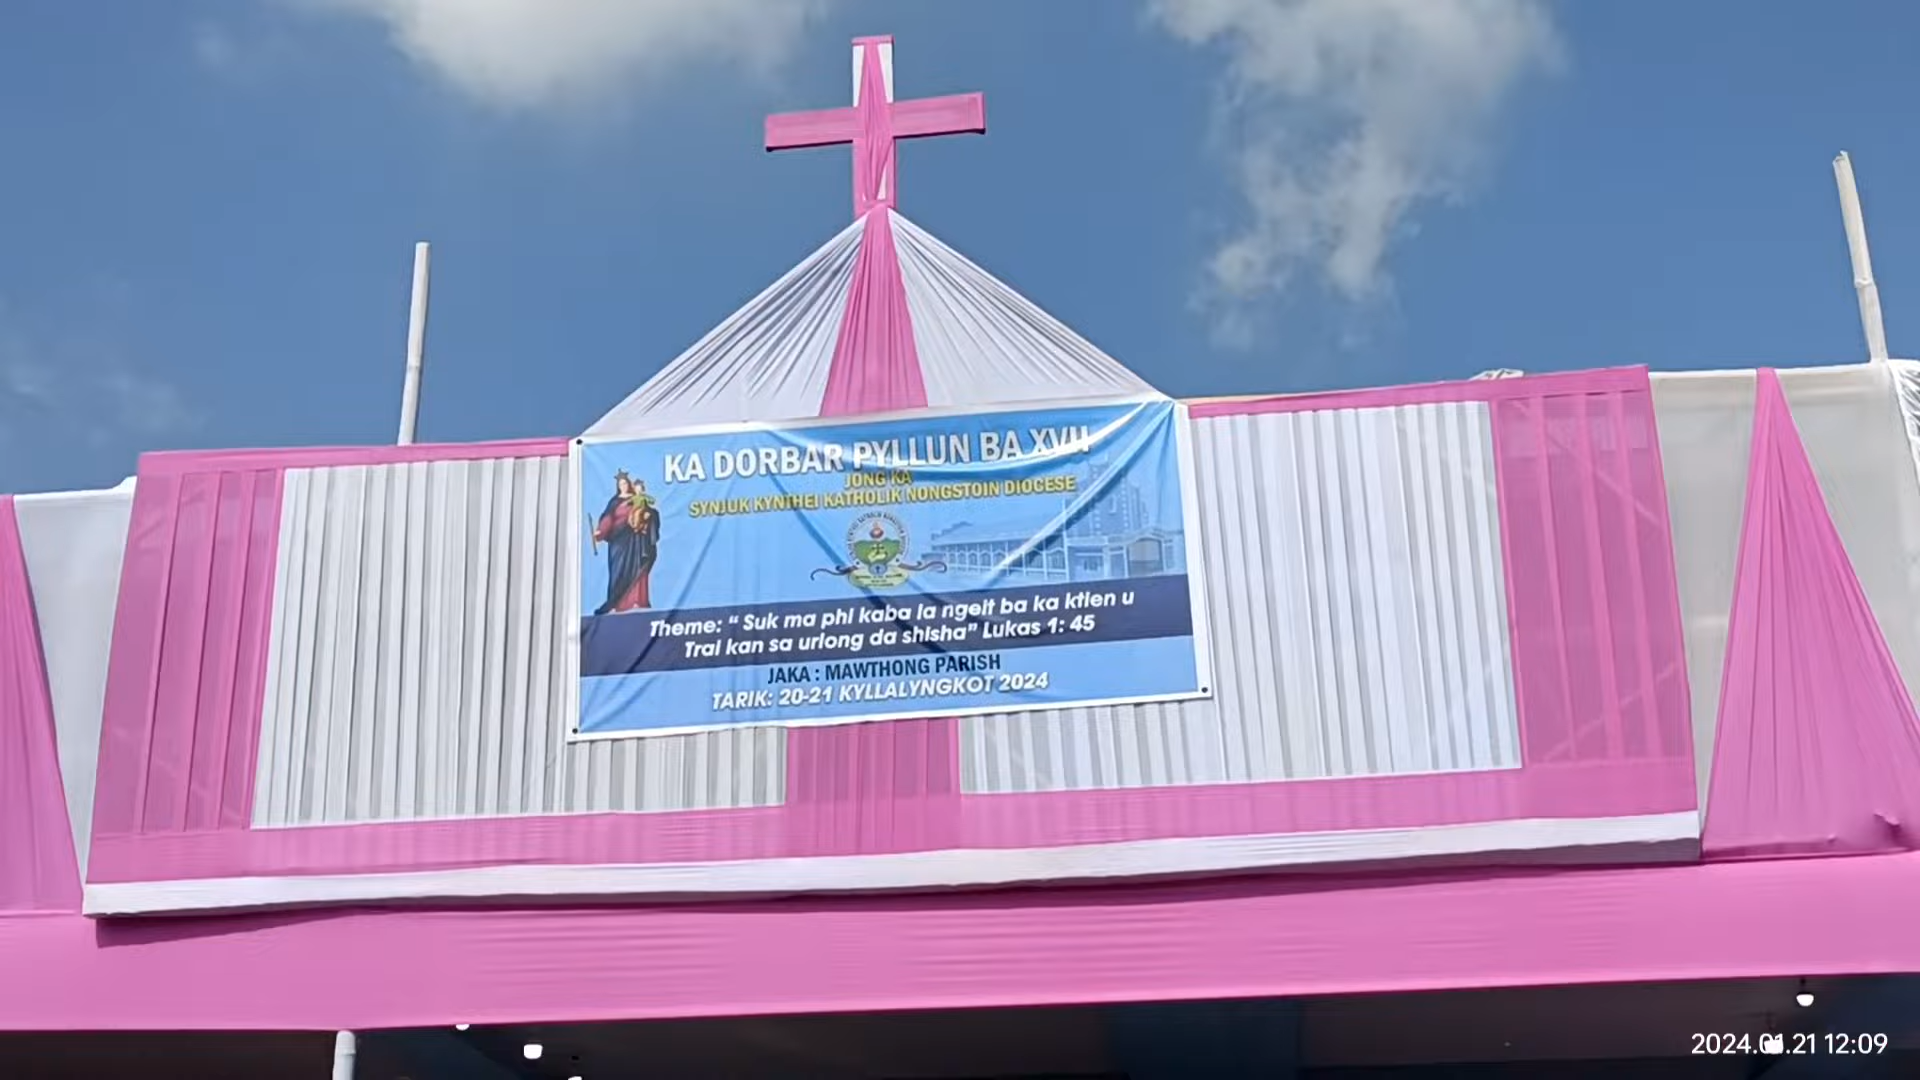 KA DORBAR PYLLUN BA XVII
JONG KA
SYNJUK KYNTHEI KATHOLIK NONGSTOIN DIOCESE
Theme: “ Suk ma phi kaba la ngeit ba ka ktien u
Trai kan sa urlong da shisha” Lukas 1: 45
JAKA : MAWTHONG PARISH
TARIK: 20-21 KYLLALYNGKOT 2024
2024.01.21 12:09